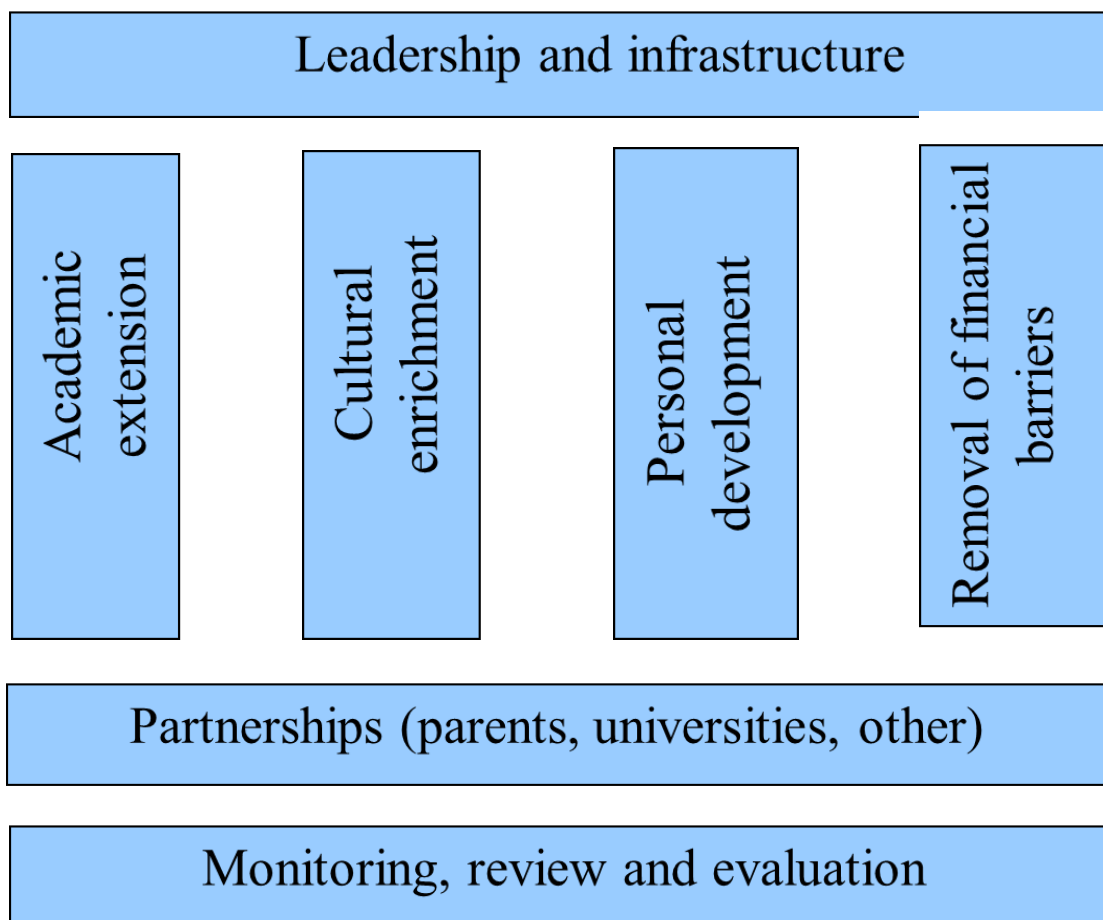 Leadership and infrastructure
Academic
extension
Cultural
enrichment
Personal
development
Removal of financial
barriers
Partnerships (parents, universities, other)
Monitoring, review and evaluation